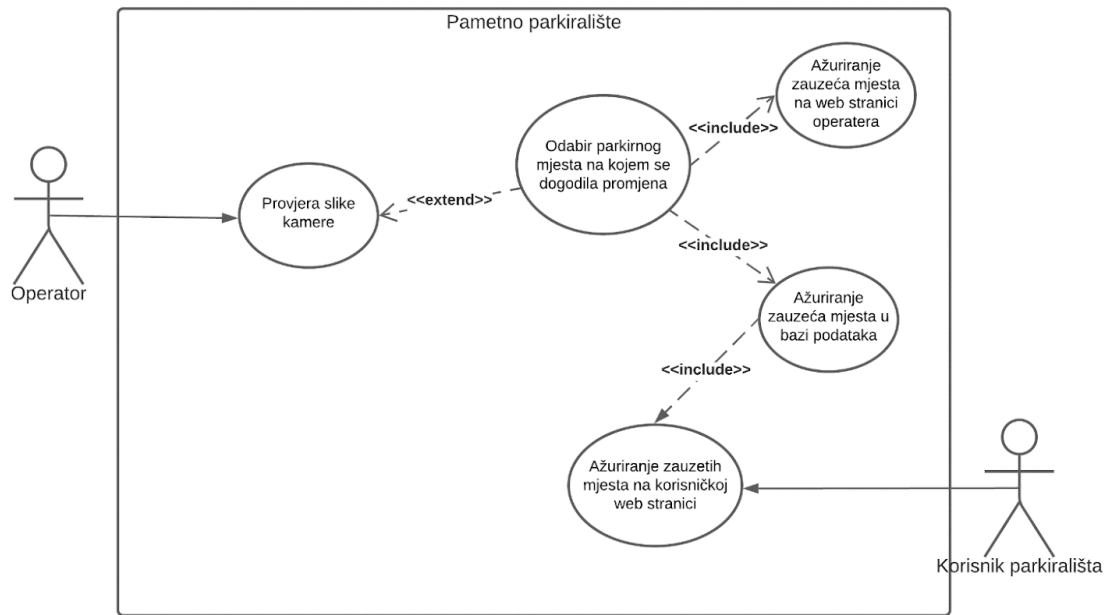 Pametno parkiralište
Ažuriranje
zauzeća mjesta
na web stranici
operatera
<<include>>
Odabir parkirnog
mjesta na kojem se
dogodila promjena
<<extend>>
Provjera slike
kamere
Operator
<<include>>
Ažuriranje
zauzeća mjesta u
bazi podataka
<<include>>
Ažuriranje zauzetih
mjesta na korisničkoj
web stranici
Korisnik parkirališta